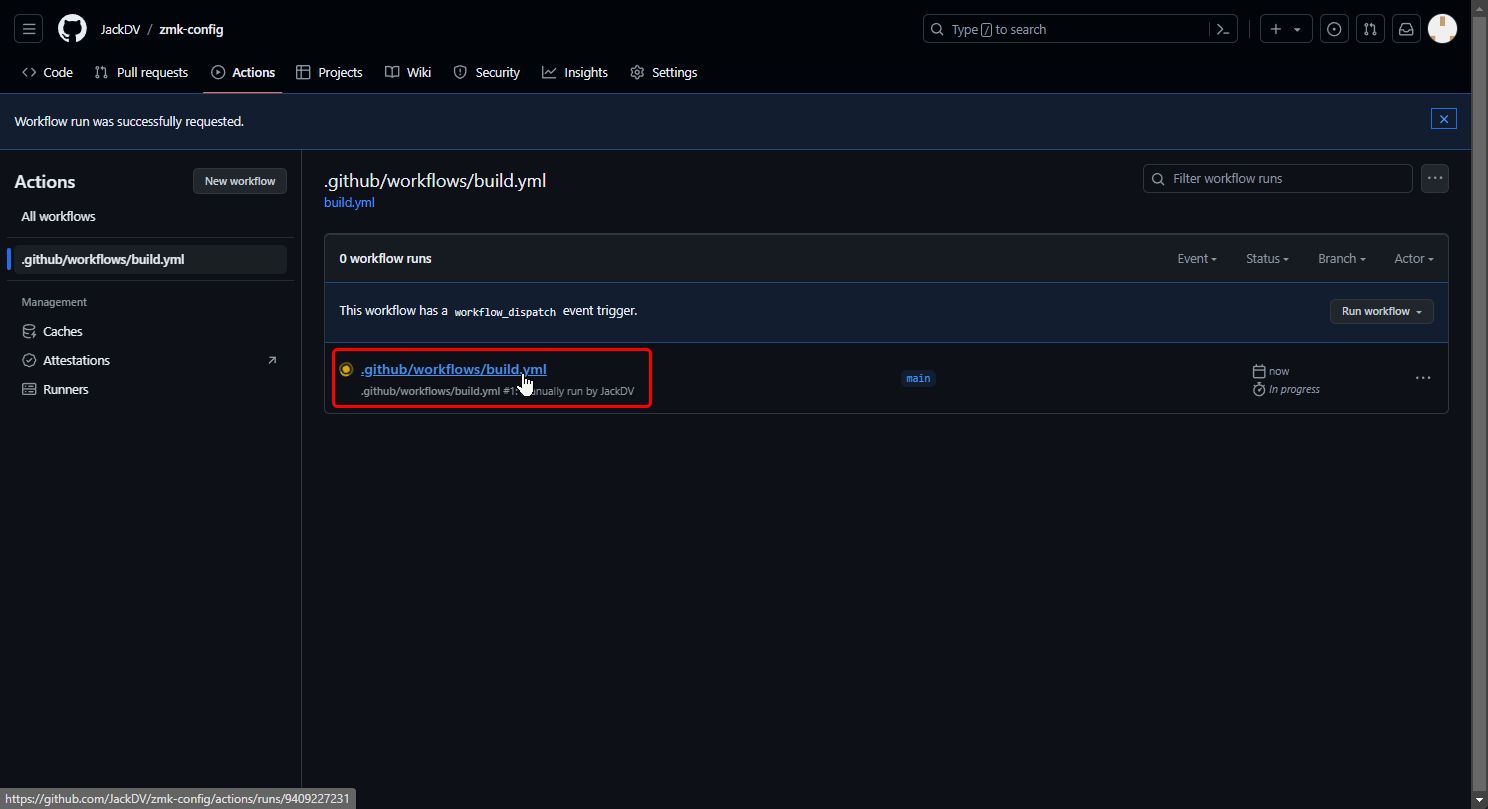 JackDV / zmk-config
Type / to search
Code Pull requests Actions Projects Wiki Security Insights Settings
Workflow run was successfully requested.
Actions
New workflow
All workflows
.github/workflows/build.yml
Management
Caches
Attestations
Runners
.github/workflows/build.yml
build.yml
Filter workflow runs
0 workflow runs
Event Status Branch Actor
This workflow has a workflow_dispatch event trigger.
Run workflow
.github/workflows/build.yml
.github/workflows/build.yml #1: anually run by JackDV
main
now
In progress
https://github.com/JackDV/zmk-config/actions/runs/9409227231